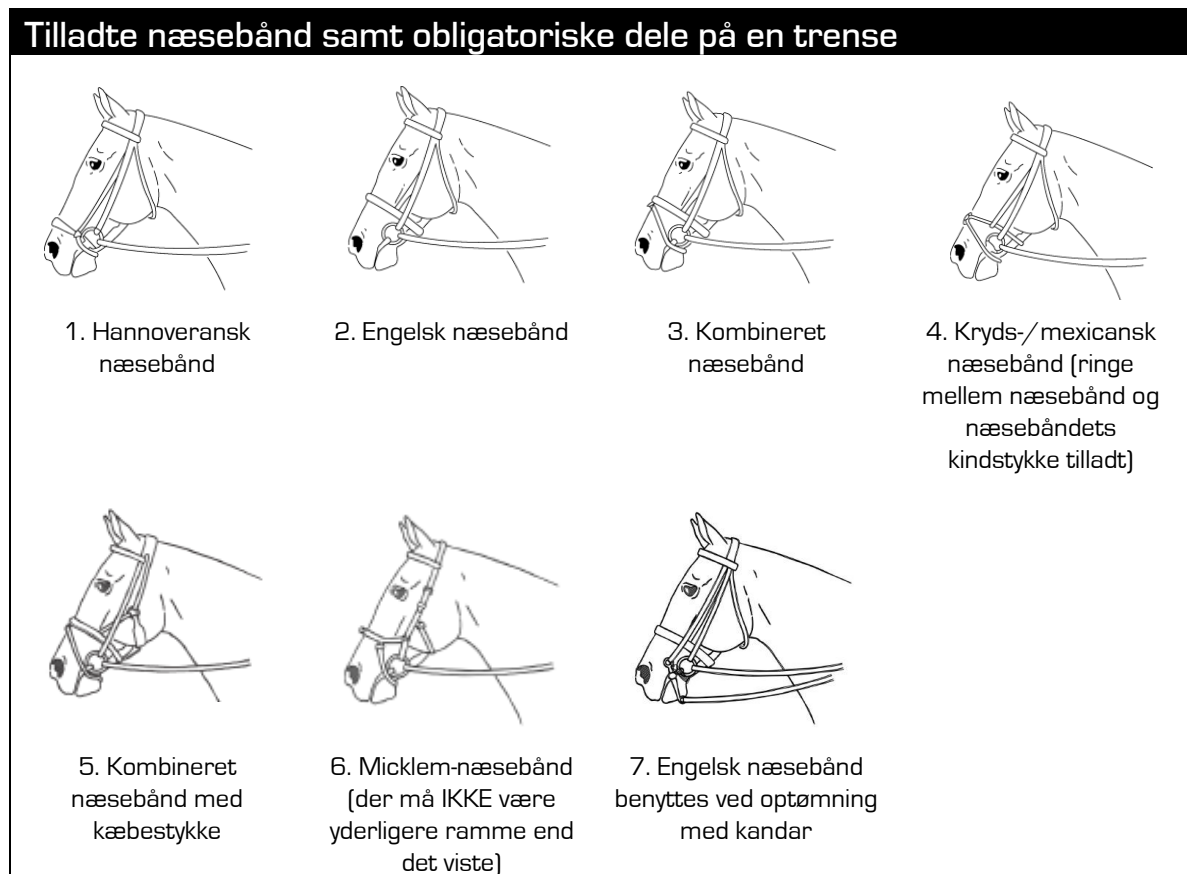 Tilladte næsebånd samt obligatoriske dele på en trense
1. Hannoveransk
næsebånd
2. Engelsk næsebånd
3. Kombineret
næsebånd
4. Kryds-/mexicansk
næsebånd (ringe
mellem næsebånd og
næsebåndets
kindstykke tilladt)
5. Kombineret
næsebånd med
kæbestykke
6. Micklem-næsebånd
(der må IKKE være
yderligere ramme end
det viste)
7. Engelsk næsebånd
benyttes ved optømning
med kandar